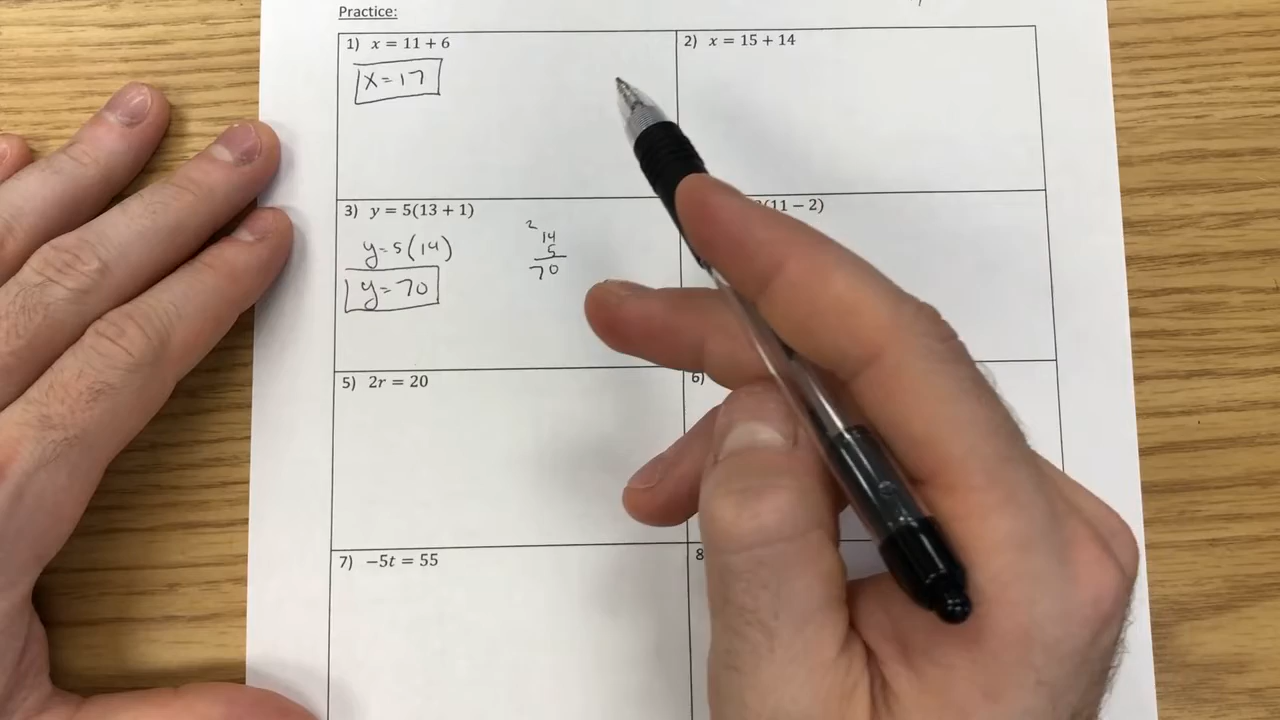 Practice:
1) x = 11 + 6
x = 17
2) x = 15 + 14
3) y = 5(13 + 1)
y = 5(14)
y = 70
2
14
5
70
(11 − 2)
5) 2r = 20
6)
7) −5t = 55
8